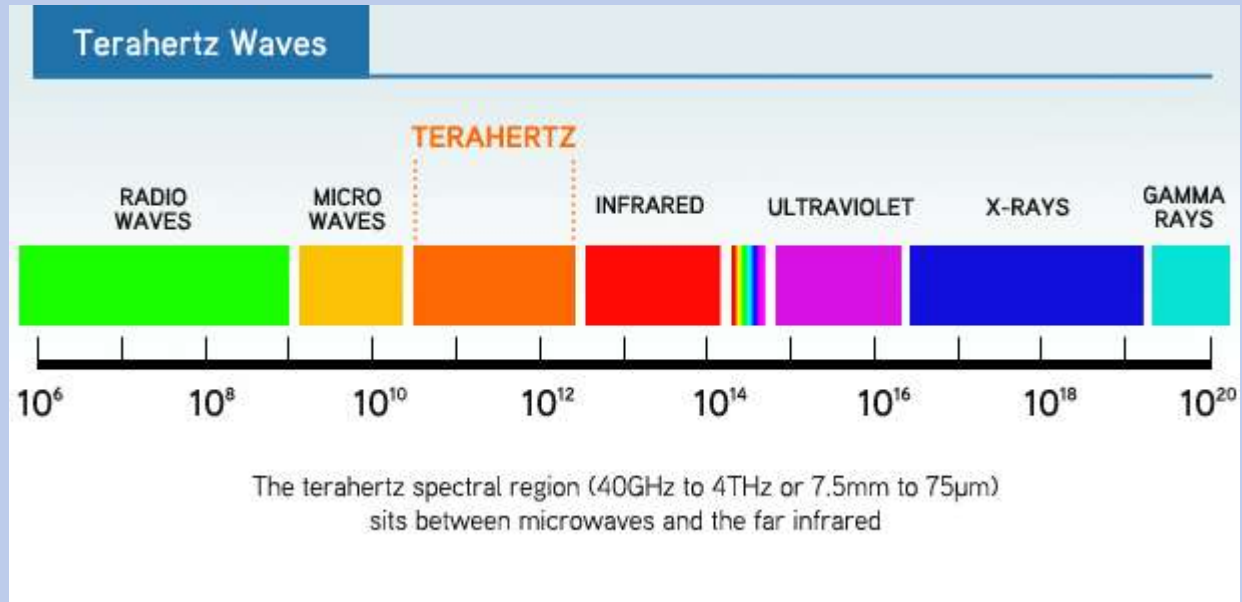 Terahertz Waves
TERAHERTZ
RADIO
WAVES
MICRO
WAVES
INFRARED
ULTRAVIOLET
X-RAYS
GAMMA
RAYS
10⁶ 10⁸ 10¹⁰ 10¹² 10¹⁴ 10¹⁶ 10¹⁸ 10²⁰
The terahertz spectral region (40GHz to 4THz or 7.5mm to 75µm)
sits between microwaves and the far infrared